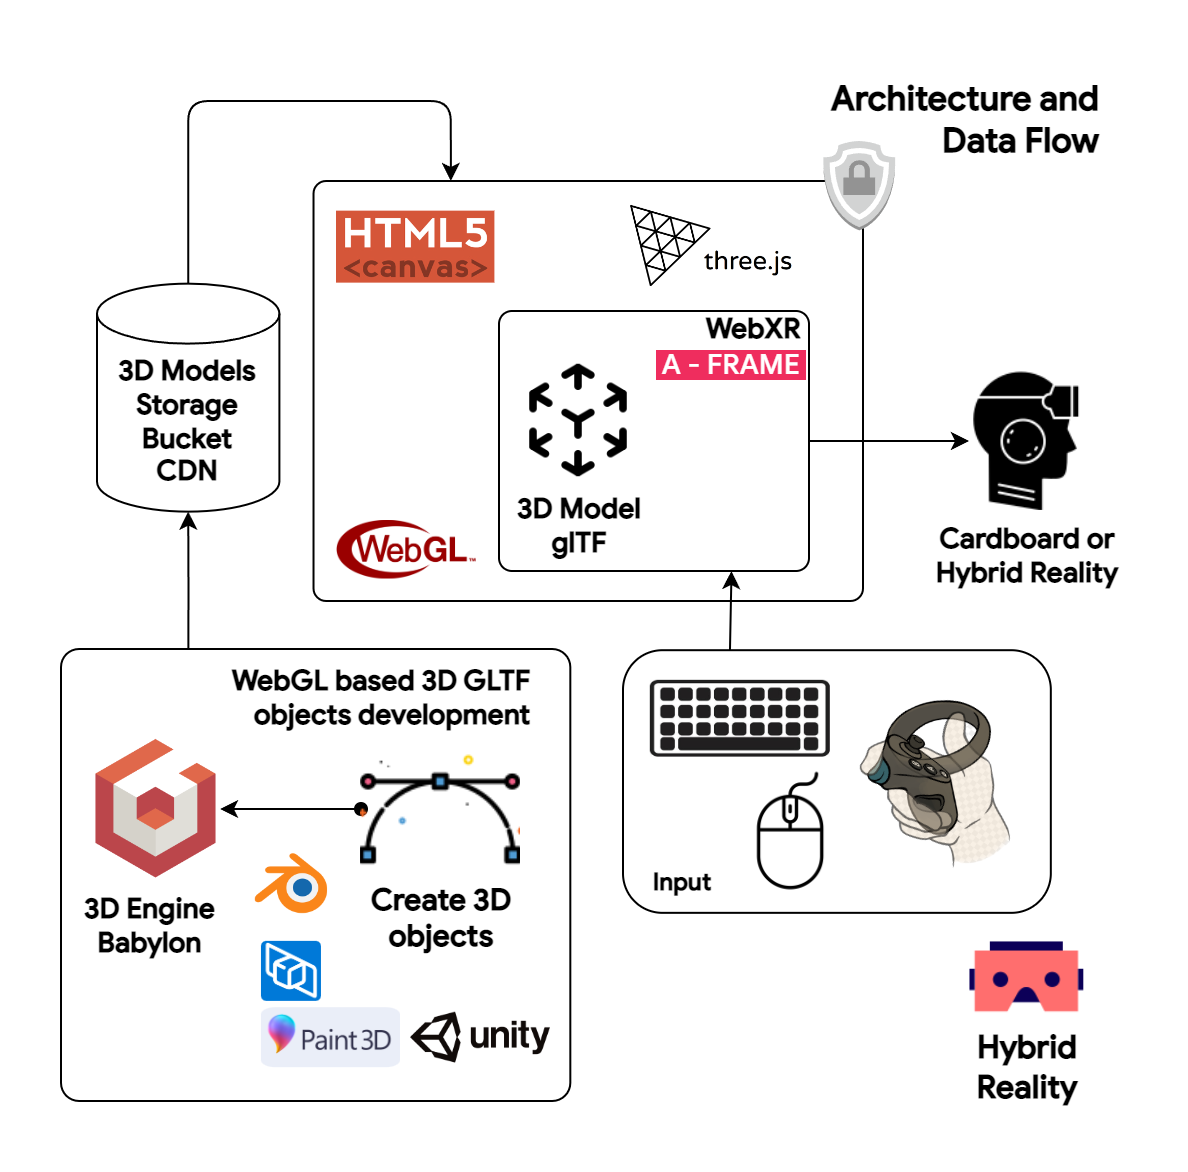 Architecture and
Data Flow
HTML5
<canvas>
three.js
WebXR
A - FRAME
3D Models
Storage
Bucket
CDN
3D Model
glTF
WebGL™
Cardboard or
Hybrid Reality
WebGL based 3D GLTF
objects development
3D Engine
Babylon
Create 3D
objects
Paint 3D
unity
Input
Hybrid
Reality